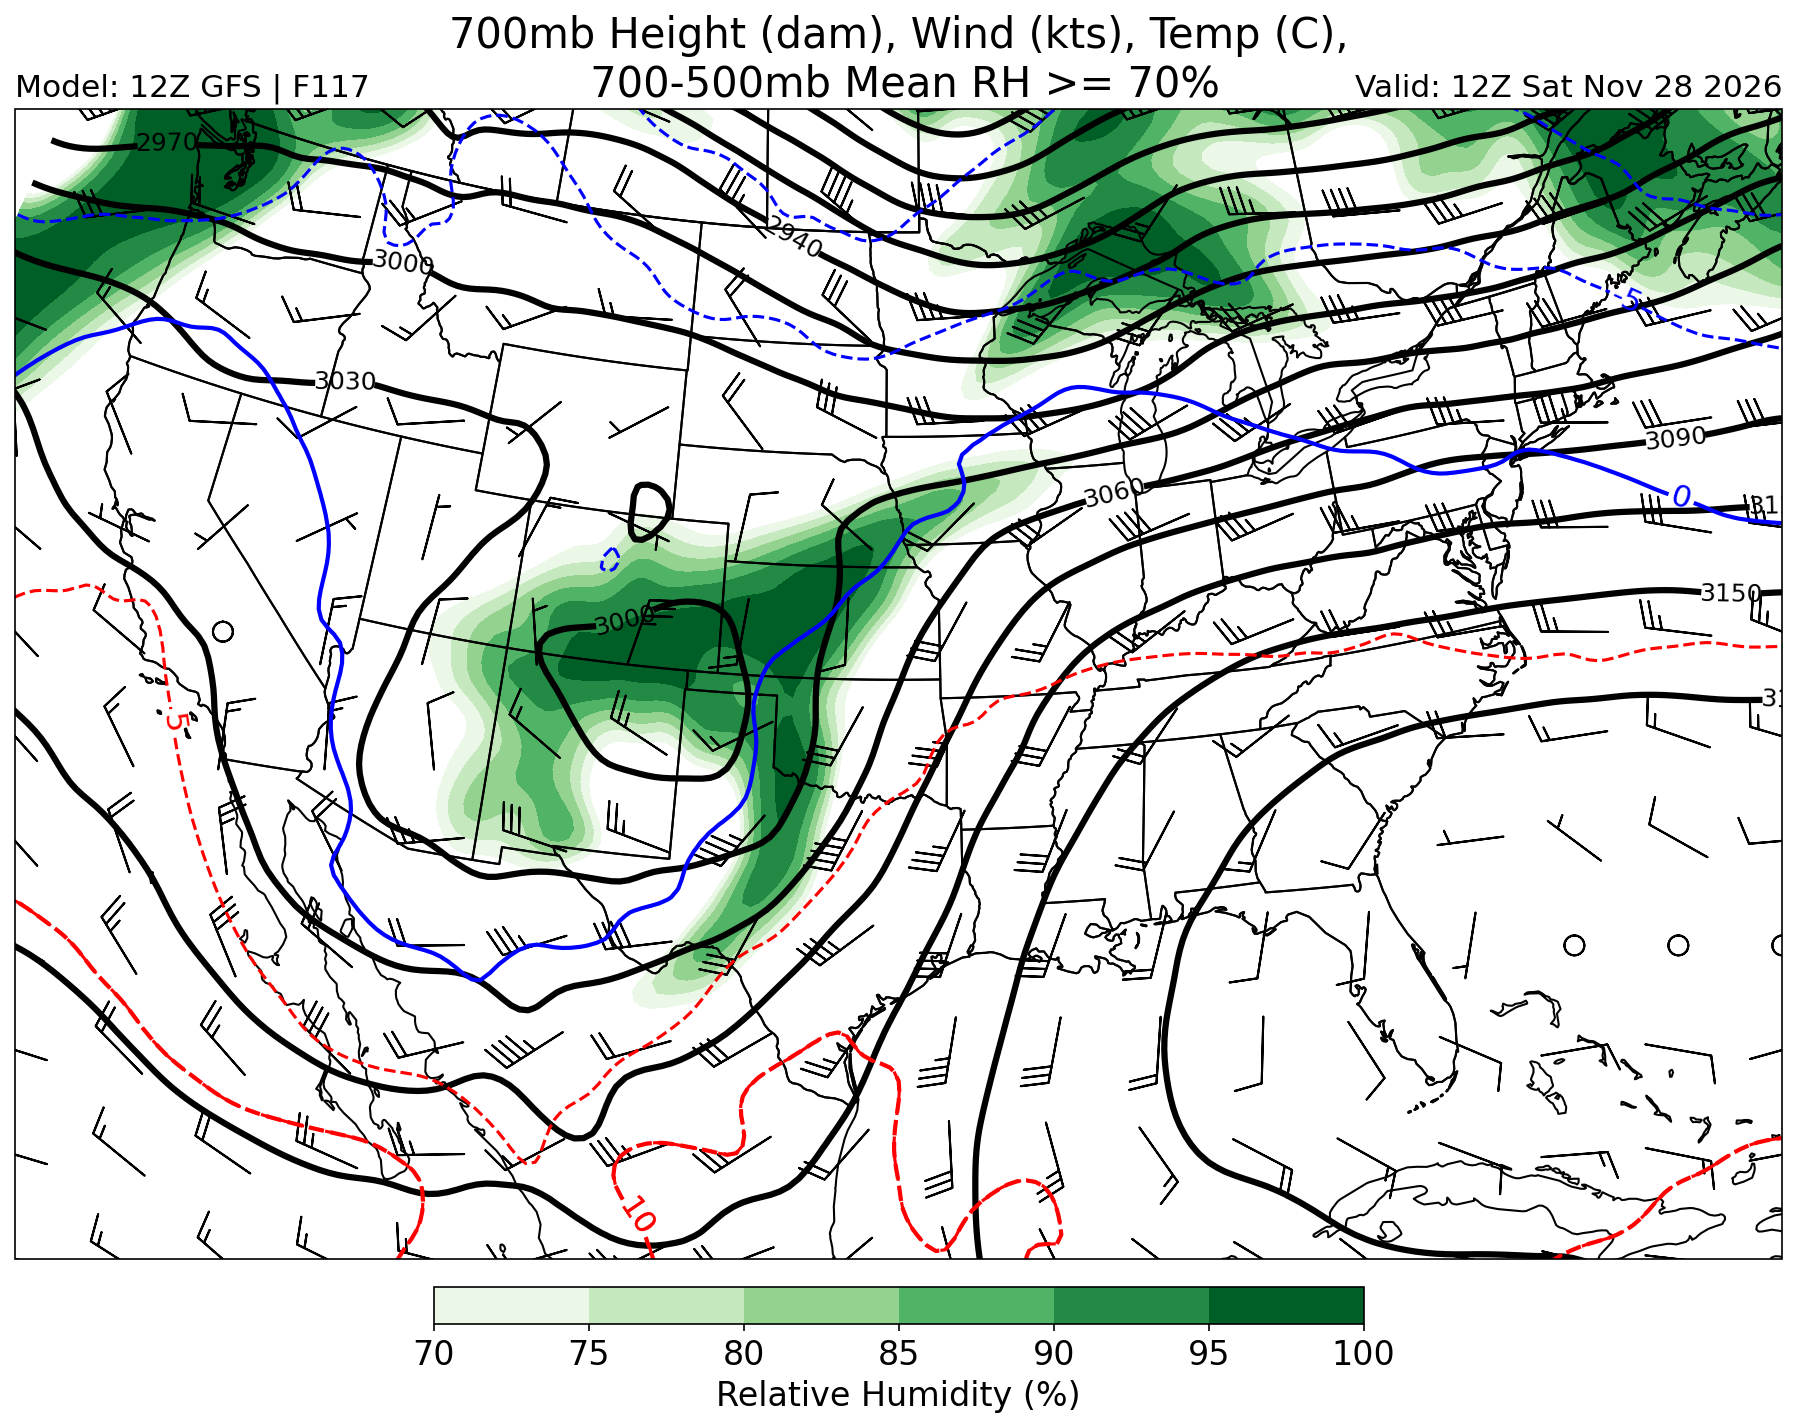 700mb Height (dam), Wind (kts), Temp (C),
700-500mb Mean RH >= 70%
Model: 12Z GFS | F117
Valid: 12Z Sat Nov 28 2026
2970
2940
3000
-5
3030
3090
3060
0
31
3150
3000
5
10
70 75 80 85 90 95 100
Relative Humidity (%)